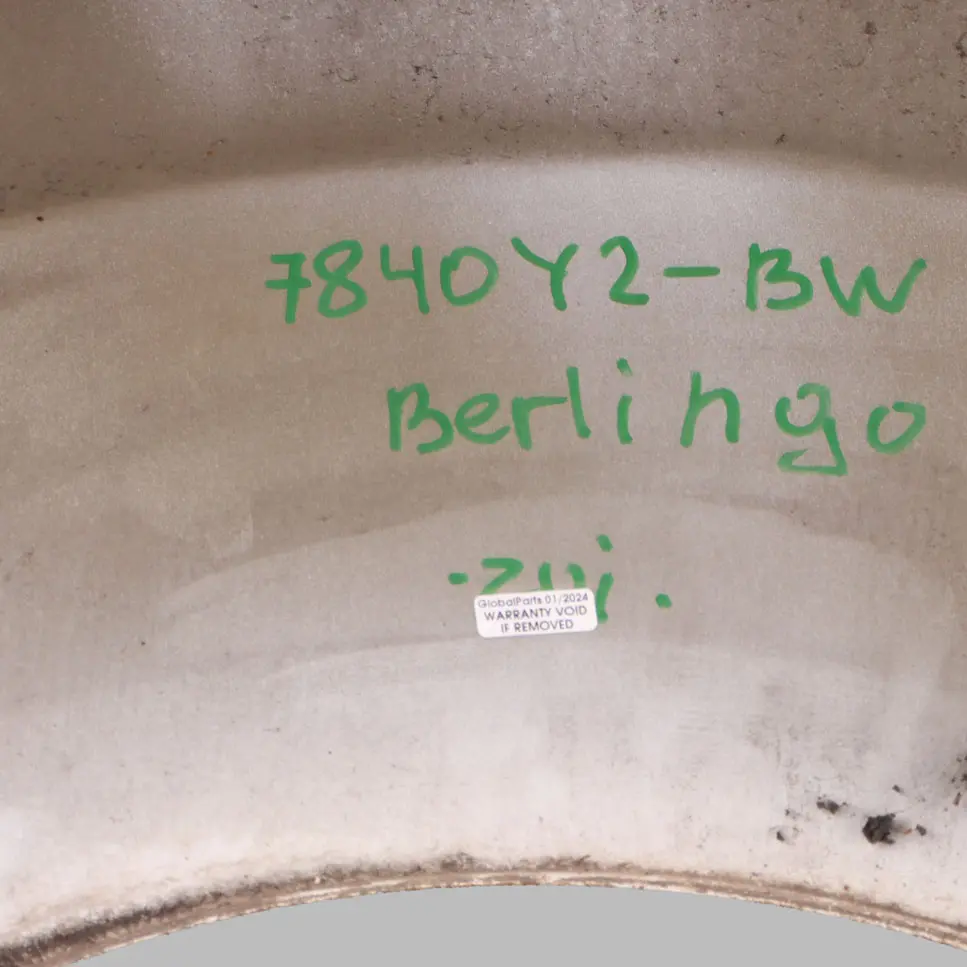 7840Y2-BW
Berlingo
GlobalParts 01/2024
WARRANTY VOID
IF REMOVED